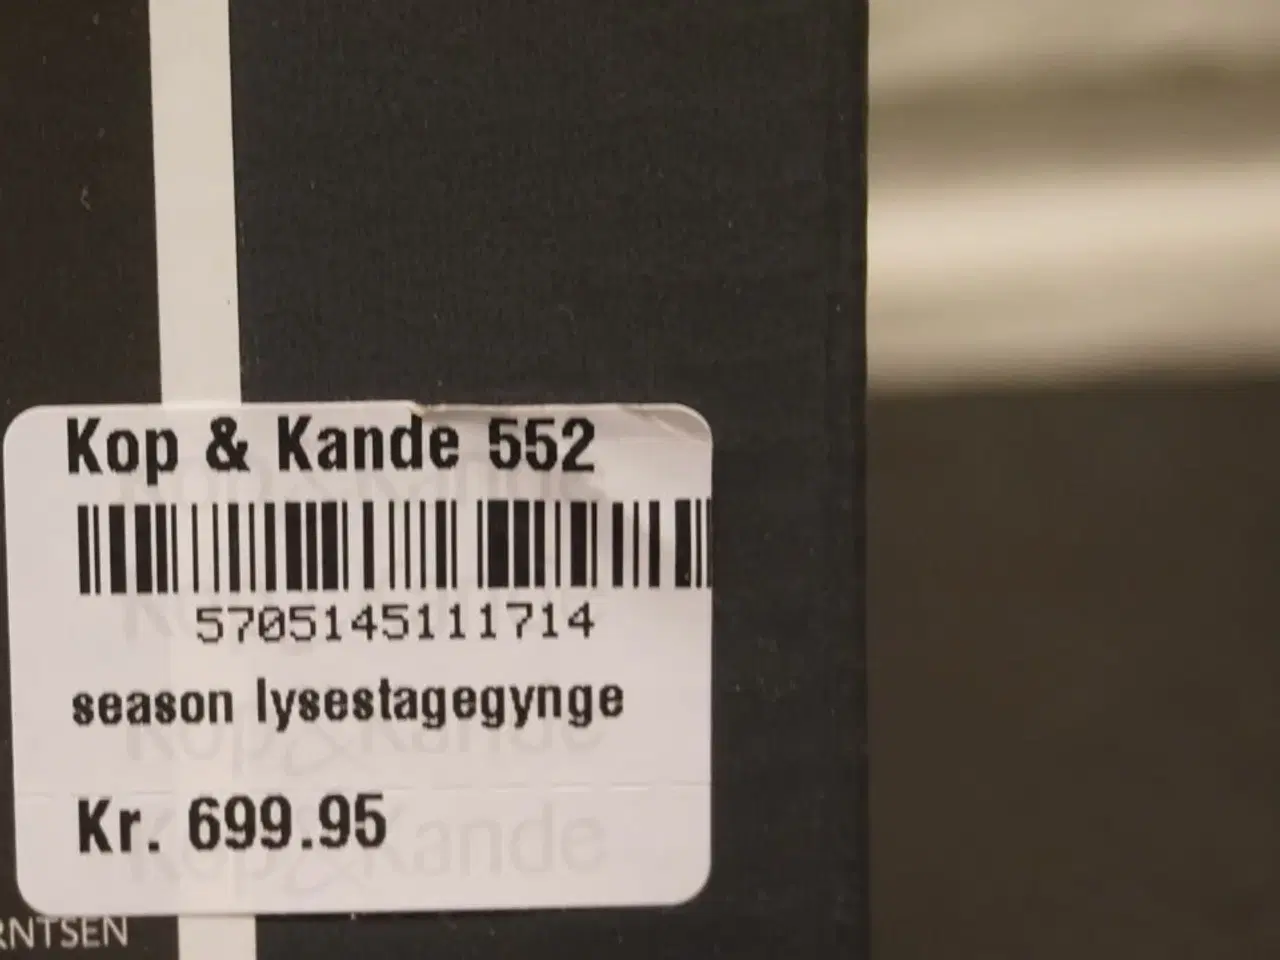 Kop & Kande 552
5705145111714
season lysestagegynge
Kr. 699.95
RNTSEN